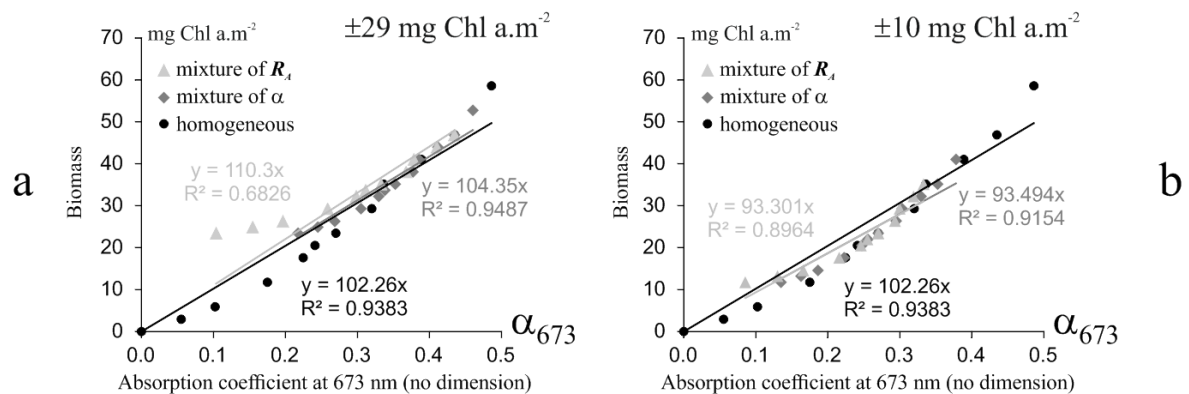 a
mg Chl a.m-2
±29 mg Chl a.m-2
70
60
50
40
30
20
10
0
Biomass
mixture of RA
mixture of α
homogeneous
y = 110.3x
R² = 0.6826
y = 104.35x
R² = 0.9487
y = 102.26x
R² = 0.9383
α673
0.0 0.1 0.2 0.3 0.4 0.5
Absorption coefficient at 673 nm (no dimension)
b
mg Chl a.m-2
±10 mg Chl a.m-2
70
60
50
40
30
20
10
0
Biomass
mixture of RA
mixture of α
homogeneous
y = 93.301x
R² = 0.8964
y = 93.494x
R² = 0.9154
y = 102.26x
R² = 0.9383
α673
0.0 0.1 0.2 0.3 0.4 0.5
Absorption coefficient at 673 nm (no dimension)